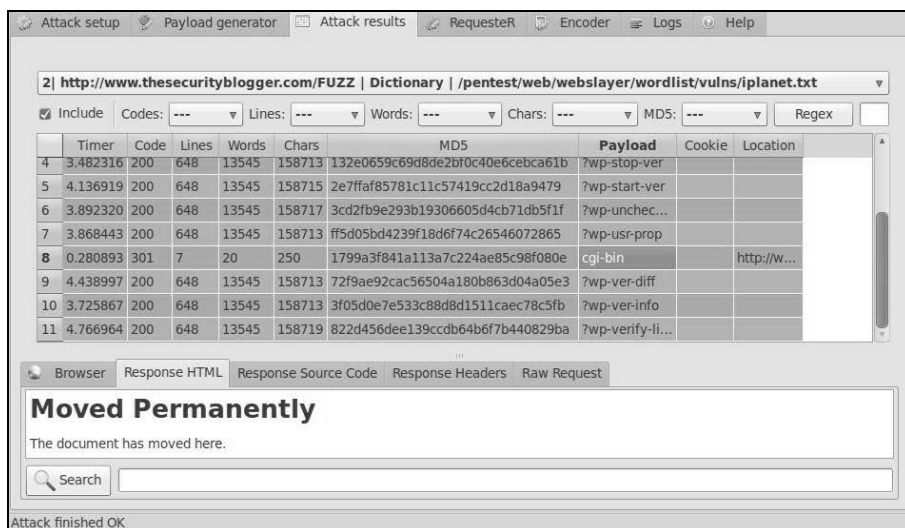 Attack setup Payload generator Attack results RequesteR Encoder Logs Help
2| http://www.thesecurityblogger.com/FUZZ | Dictionary | /pentest/web/webslayer/wordlist/vulns/iplanet.txt
Include Codes: --- Lines: --- Words: --- Chars: --- MD5: --- Regex
Timer Code Lines Words Chars MD5 Payload Cookie Location
4 3.482316 200 648 13545 158713 132e0659c69d8de2bf0c40e6cebca61b ?wp-stop-ver
5 4.136919 200 648 13545 158715 2e7ffaf85781c11c57419cc2d18a9479 ?wp-start-ver
6 3.892320 200 648 13545 158717 3cd2fb9e293b19306605d4cb71db5f1f ?wp-unchec...
7 3.868443 200 648 13545 158713 ff5d05bd4239f18d6f74c26546072865 ?wp-usr-prop
8 0.280893 301 7 20 250 1799a3f841a113a7c224ae85c98f080e cgi-bin http://w...
9 4.438997 200 648 13545 158713 72f9ae92cac56504a180b863d04a05e3 ?wp-ver-diff
10 3.725867 200 648 13545 158713 3f05d0e7e533c88d8d1511caec78c5fb ?wp-ver-info
11 4.766964 200 648 13545 158719 822d456dee139ccdb64b6f7b440829ba ?wp-verify-li...
Browser Response HTML Response Source Code Response Headers Raw Request
Moved Permanently
The document has moved here.
Search
Attack finished OK